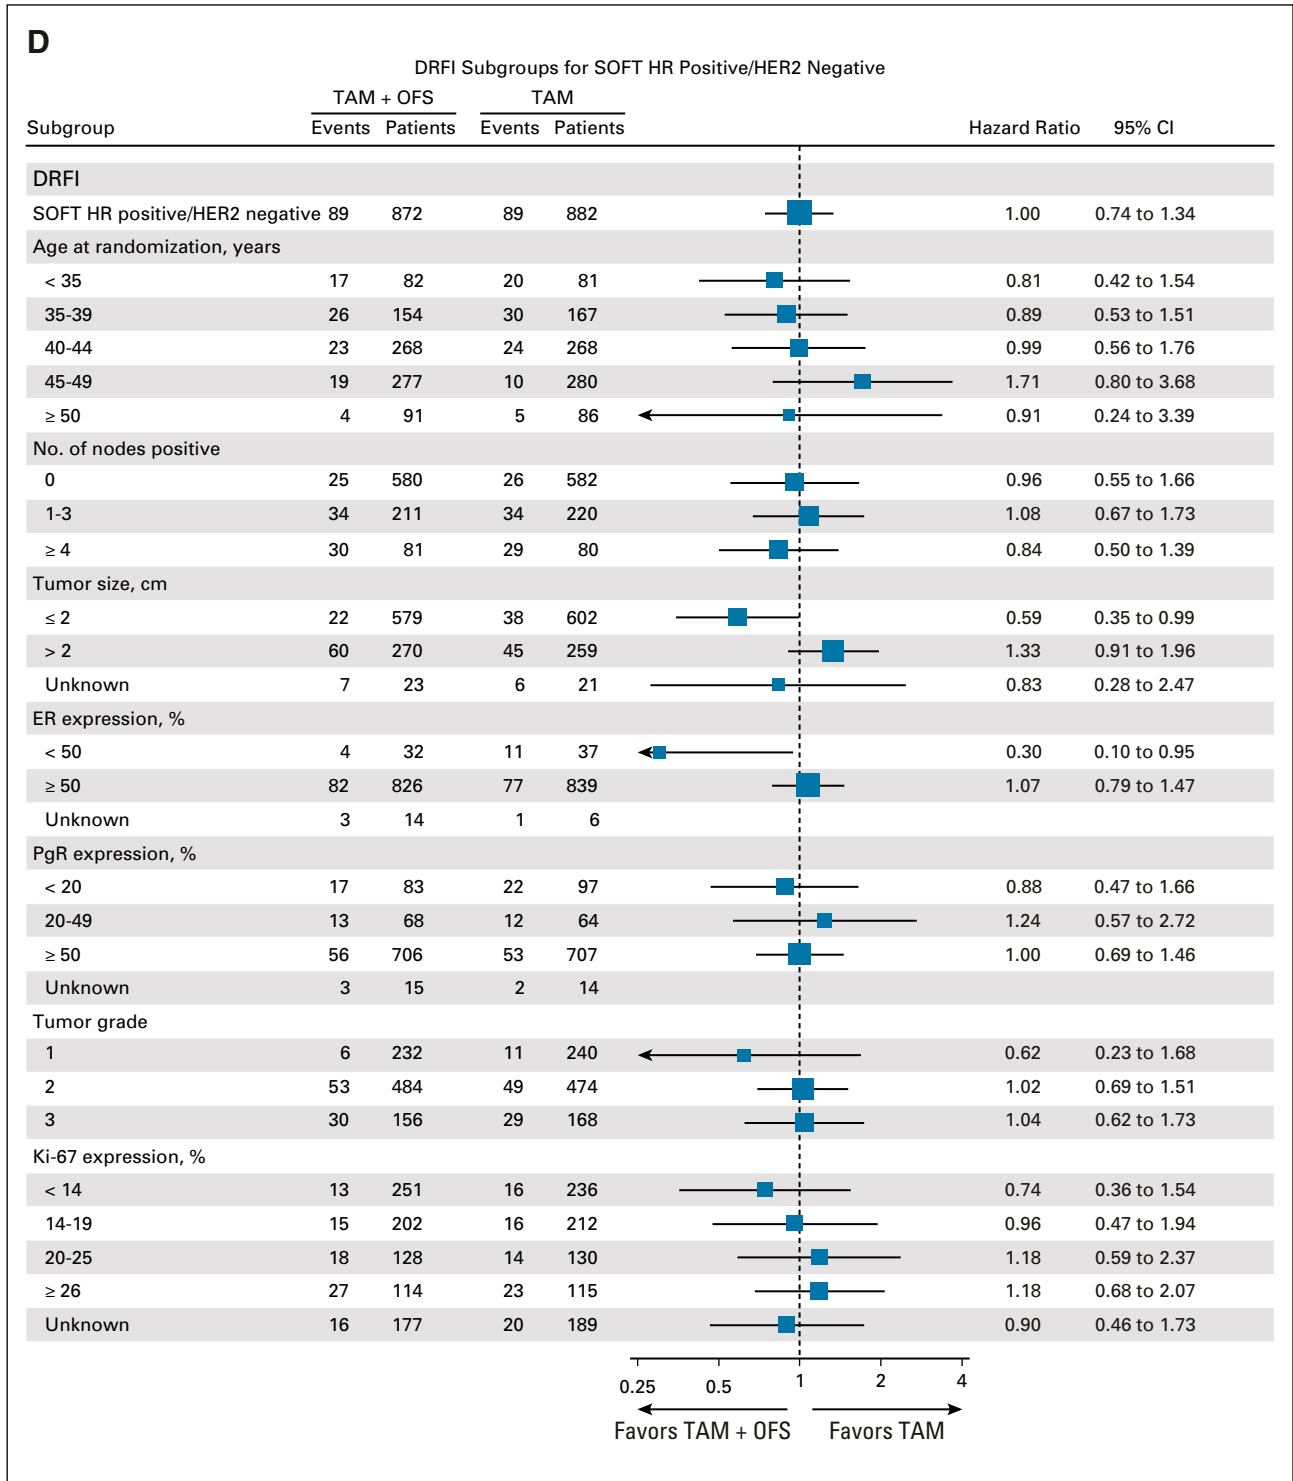 D
DRFI Subgroups for SOFT HR Positive/HER2 Negative
TAM + OFS TAM
Subgroup Events Patients Events Patients Hazard Ratio 95% CI
DRFI
SOFT HR positive/HER2 negative 89 872 89 882 1.00 0.74 to 1.34
Age at randomization, years
< 35 17 82 20 81 0.81 0.42 to 1.54
35-39 26 154 30 167 0.89 0.53 to 1.51
40-44 23 268 24 268 0.99 0.56 to 1.76
45-49 19 277 10 280 1.71 0.80 to 3.68
≥ 50 4 91 5 86 0.91 0.24 to 3.39
No. of nodes positive
0 25 580 26 582 0.96 0.55 to 1.66
1-3 34 211 34 220 1.08 0.67 to 1.73
≥ 4 30 81 29 80 0.84 0.50 to 1.39
Tumor size, cm
≤ 2 22 579 38 602 0.59 0.35 to 0.99
> 2 60 270 45 259 1.33 0.91 to 1.96
Unknown 7 23 6 21 0.83 0.28 to 2.47
ER expression, %
< 50 4 32 11 37 0.30 0.10 to 0.95
≥ 50 82 826 77 839 1.07 0.79 to 1.47
Unknown 3 14 1 6
PgR expression, %
< 20 17 83 22 97 0.88 0.47 to 1.66
20-49 13 68 12 64 1.24 0.57 to 2.72
≥ 50 56 706 53 707 1.00 0.69 to 1.46
Unknown 3 15 2 14
Tumor grade
1 6 232 11 240 0.62 0.23 to 1.68
2 53 484 49 474 1.02 0.69 to 1.51
3 30 156 29 168 1.04 0.62 to 1.73
Ki-67 expression, %
< 14 13 251 16 236 0.74 0.36 to 1.54
14-19 15 202 16 212 0.96 0.47 to 1.94
20-25 18 128 14 130 1.18 0.59 to 2.37
≥ 26 27 114 23 115 1.18 0.68 to 2.07
Unknown 16 177 20 189 0.90 0.46 to 1.73
0.25 0.5 1 2 4
Favors TAM + OFS Favors TAM